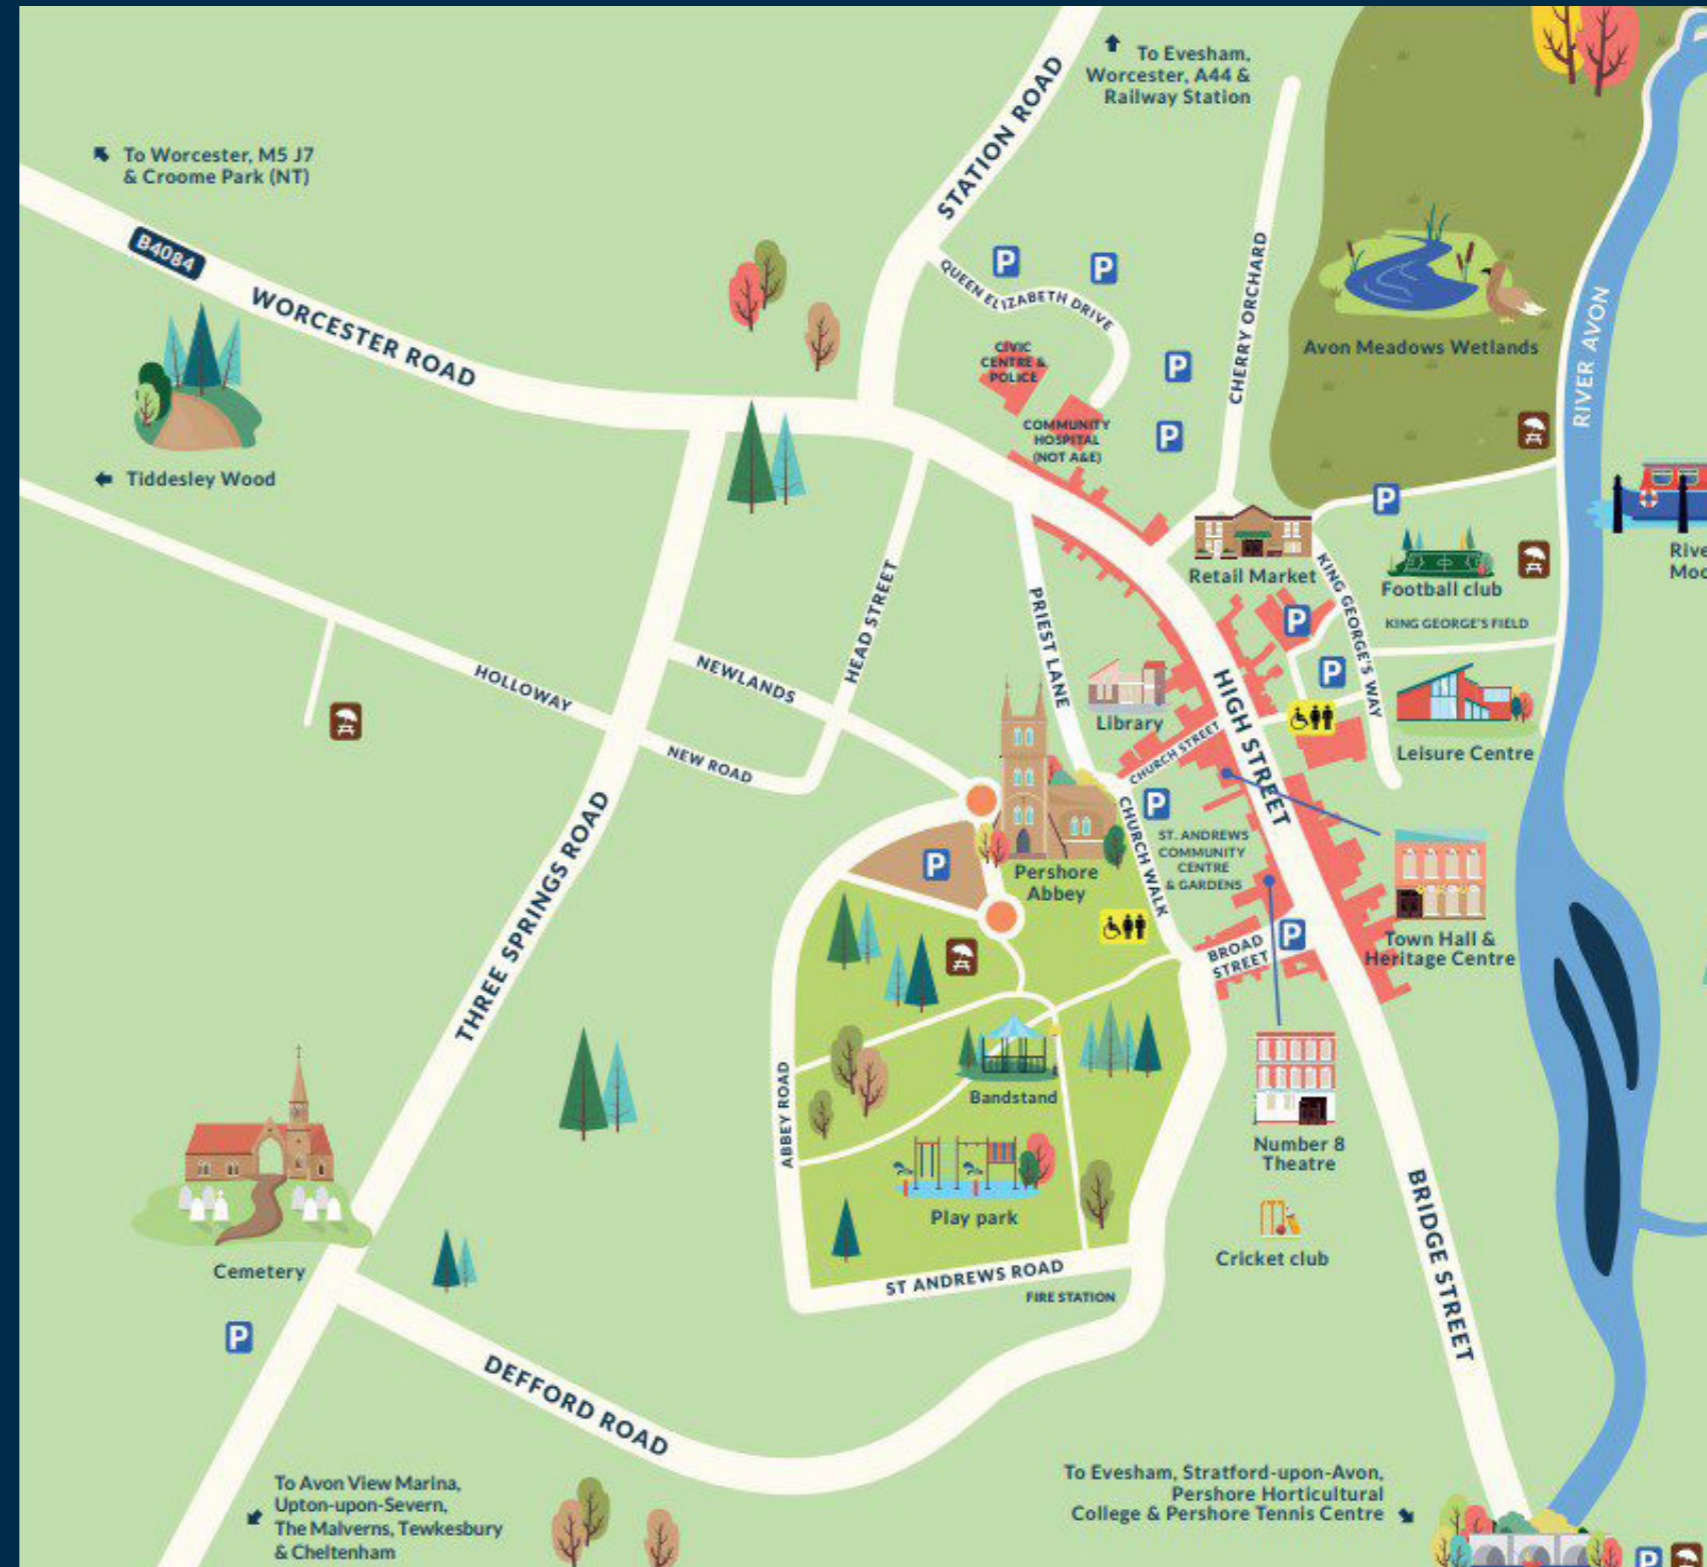 To Evesham,
Worcester, A44 &
Railway Station
STATION ROAD
To Worcester, M5 J7
& Croome Park (NT)
B4084
WORCESTER ROAD
QUEEN ELIZABETH DRIVE
P
P
CHERRY ORCHARD
RIVER AVON
Avon Meadows Wetlands
CIVIC
CENTRE &
POLICE
P
COMMUNITY
HOSPITAL
(NOT A&E)
P
Tiddesley Wood
P
Retail Market
KING GEORGE'S WAY
Football club
KING GEORGE'S FIELD
HEAD STREET
PRIEST LANE
P
P
HOLLOWAY
NEWLANDS
NEW ROAD
Library
CHURCH STREET
HIGH STREET
Leisure Centre
P
CHURCH WALK
ST. ANDREWS
COMMUNITY
CENTRE
& GARDENS
P
Pershore
Abbey
THREE SPRINGS ROAD
BROAD
STREET
P
Town Hall &
Heritage Centre
ABBEY ROAD
Bandstand
Number 8
Theatre
Play park
Cricket club
BRIDGE STREET
Cemetery
ST ANDREWS ROAD
FIRE STATION
P
DEFFORD ROAD
To Avon View Marina,
Upton-upon-Severn,
The Malverns, Tewkesbury
& Cheltenham
To Evesham, Stratford-upon-Avon,
Pershore Horticultural
College & Pershore Tennis Centre
P